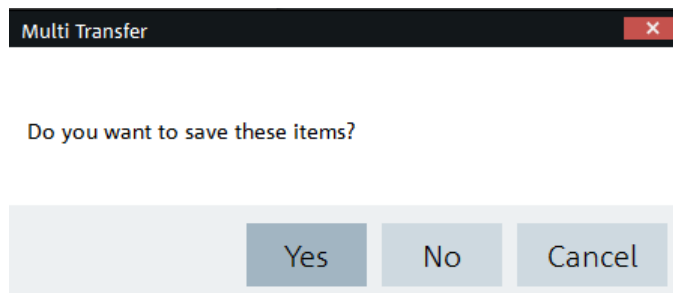 Multi Transfer
Do you want to save these items?
Yes No Cancel